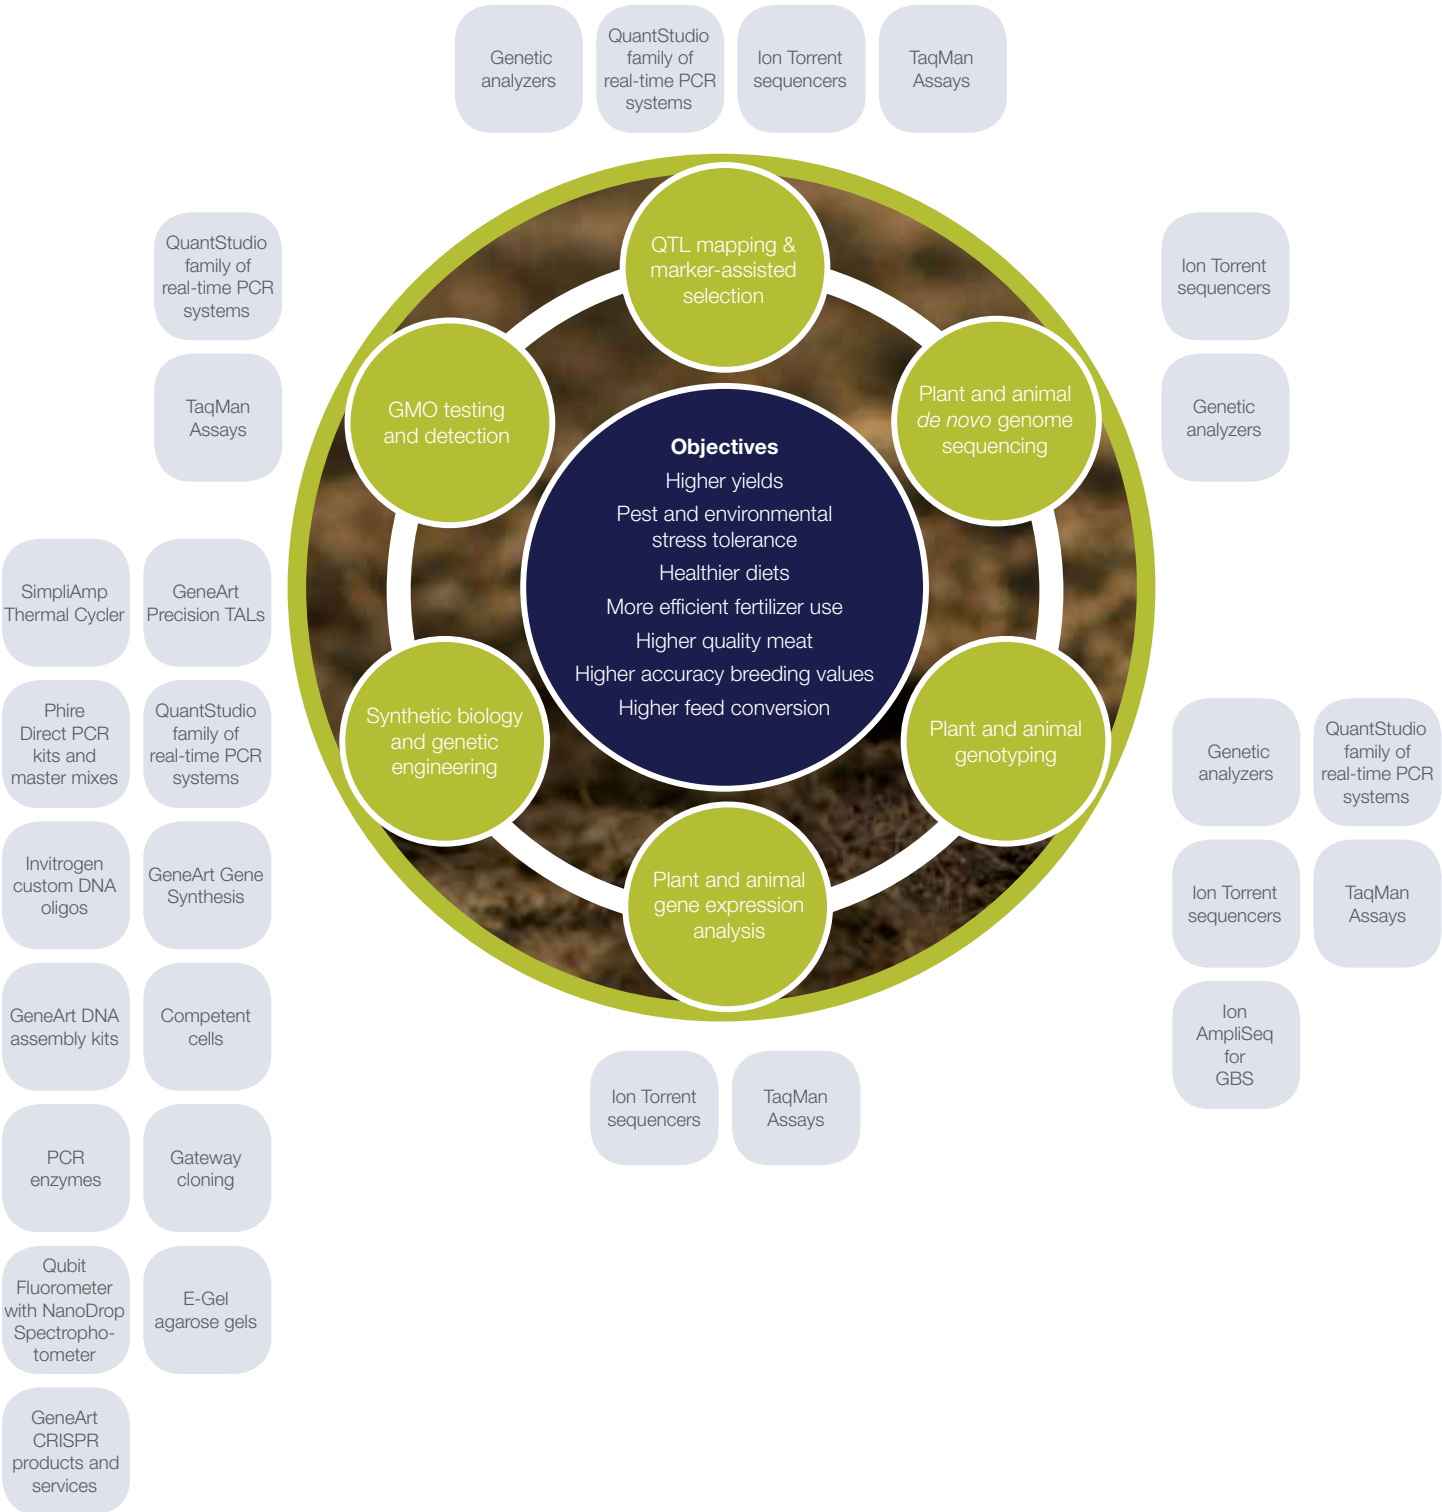 Genetic
analyzers
QuantStudio
family of
real-time PCR
systems
Ion Torrent
sequencers
TaqMan
Assays
QTL mapping &
marker-assisted
selection
QuantStudio
family of
real-time PCR
systems
TaqMan
Assays
GMO testing
and detection
Plant and animal
de novo genome
sequencing
Ion Torrent
sequencers
Genetic
analyzers
Objectives
Higher yields
Pest and environmental
stress tolerance
Healthier diets
More efficient fertilizer use
Higher quality meat
Higher accuracy breeding values
Higher feed conversion
Synthetic biology
and genetic
engineering
Plant and animal
genotyping
Plant and animal
gene expression
analysis
SimpliAmp
Thermal Cycler
GeneArt
Precision TALs
Phire
Direct PCR
kits and
master mixes
QuantStudio
family of
real-time PCR
systems
Invitrogen
custom DNA
oligos
GeneArt Gene
Synthesis
GeneArt DNA
assembly kits
Competent
cells
PCR
enzymes
Gateway
cloning
Qubit
Fluorometer
with NanoDrop
Spectropho-
tometer
E-Gel
agarose gels
GeneArt
CRISPR
products and
services
Genetic
analyzers
QuantStudio
family of
real-time PCR
systems
Ion Torrent
sequencers
TaqMan
Assays
Ion
AmpliSeq
for
GBS
Ion Torrent
sequencers
TaqMan
Assays